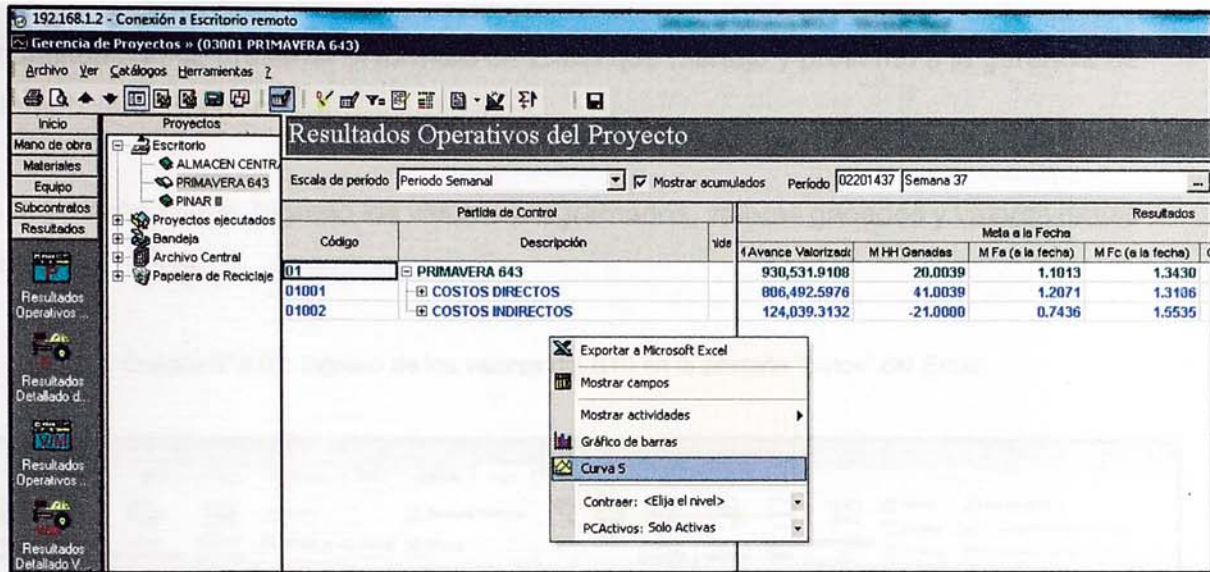 192.168.1.2 - Conexión a Escritorio remoto
Gerencia de Proyectos » (03001 PRIMAVERA 643)
Archivo Ver Catálogos Herramientas ?
Inicio
Mano de obra
Materiales
Equipo
Subcontratos
Resultados
Resultados Operativos ...
Resultados Detallado d...
Resultados Operativos ...
Resultados Detallado V...
Proyectos
Escritorio
ALMACEN CENTRA
PRIMAVERA 643
PINAR II
Proyectos ejecutados
Bandeja
Archivo Central
Papelera de Reciclaje
Resultados Operativos del Proyecto
Escala de período Periodo Semanal Mostrar acumulados Período 02201437 Semana 37 ...
Partida de Control Resultados
Meta a la Fecha
Código Descripción Avance Valorizado M HH Ganadas M Fa (a la fecha) M Fc (a la fecha)
01 PRIMAVERA 643 930,531.9108 20.0039 1.1013 1.3430
01001 COSTOS DIRECTOS 806,492.5976 41.0039 1.2071 1.3106
01002 COSTOS INDIRECTOS 124,039.3132 -21.0000 0.7436 1.5535
Exportar a Microsoft Excel
Mostrar campos
Mostrar actividades
Gráfico de barras
Curva S
Contraer: <Elija el nivel>
PCActivos: Solo Activas